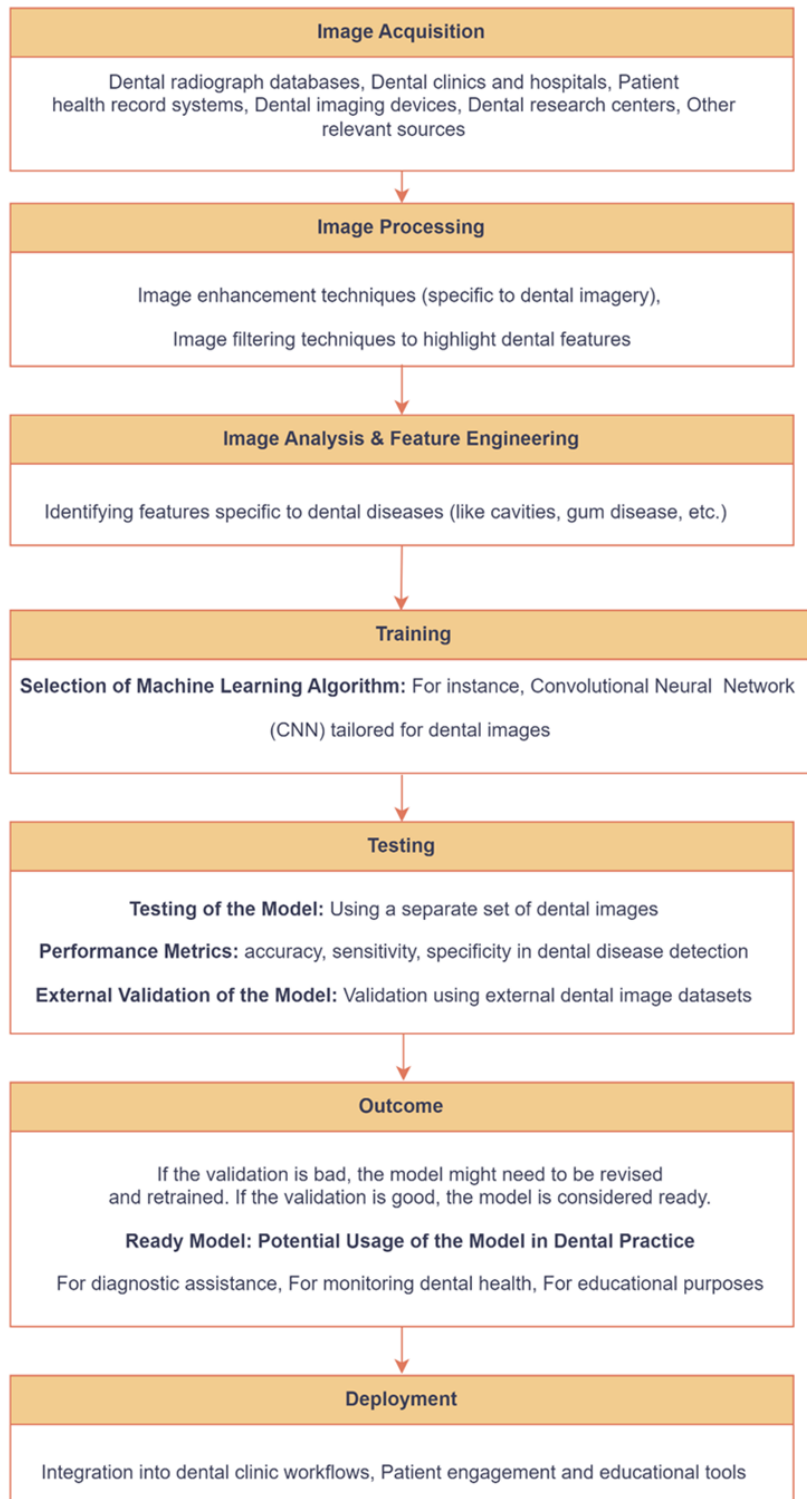 Image Acquisition
Dental radiograph databases, Dental clinics and hospitals, Patient
health record systems, Dental imaging devices, Dental research centers, Other
relevant sources
Image Processing
Image enhancement techniques (specific to dental imagery),
Image filtering techniques to highlight dental features
Image Analysis & Feature Engineering
Identifying features specific to dental diseases (like cavities, gum disease, etc.)
Training
Selection of Machine Learning Algorithm: For instance, Convolutional Neural Network
(CNN) tailored for dental images
Testing
Testing of the Model: Using a separate set of dental images
Performance Metrics: accuracy, sensitivity, specificity in dental disease detection
External Validation of the Model: Validation using external dental image datasets
Outcome
If the validation is bad, the model might need to be revised
and retrained. If the validation is good, the model is considered ready.
Ready Model: Potential Usage of the Model in Dental Practice
For diagnostic assistance, For monitoring dental health, For educational purposes
Deployment
Integration into dental clinic workflows, Patient engagement and educational tools